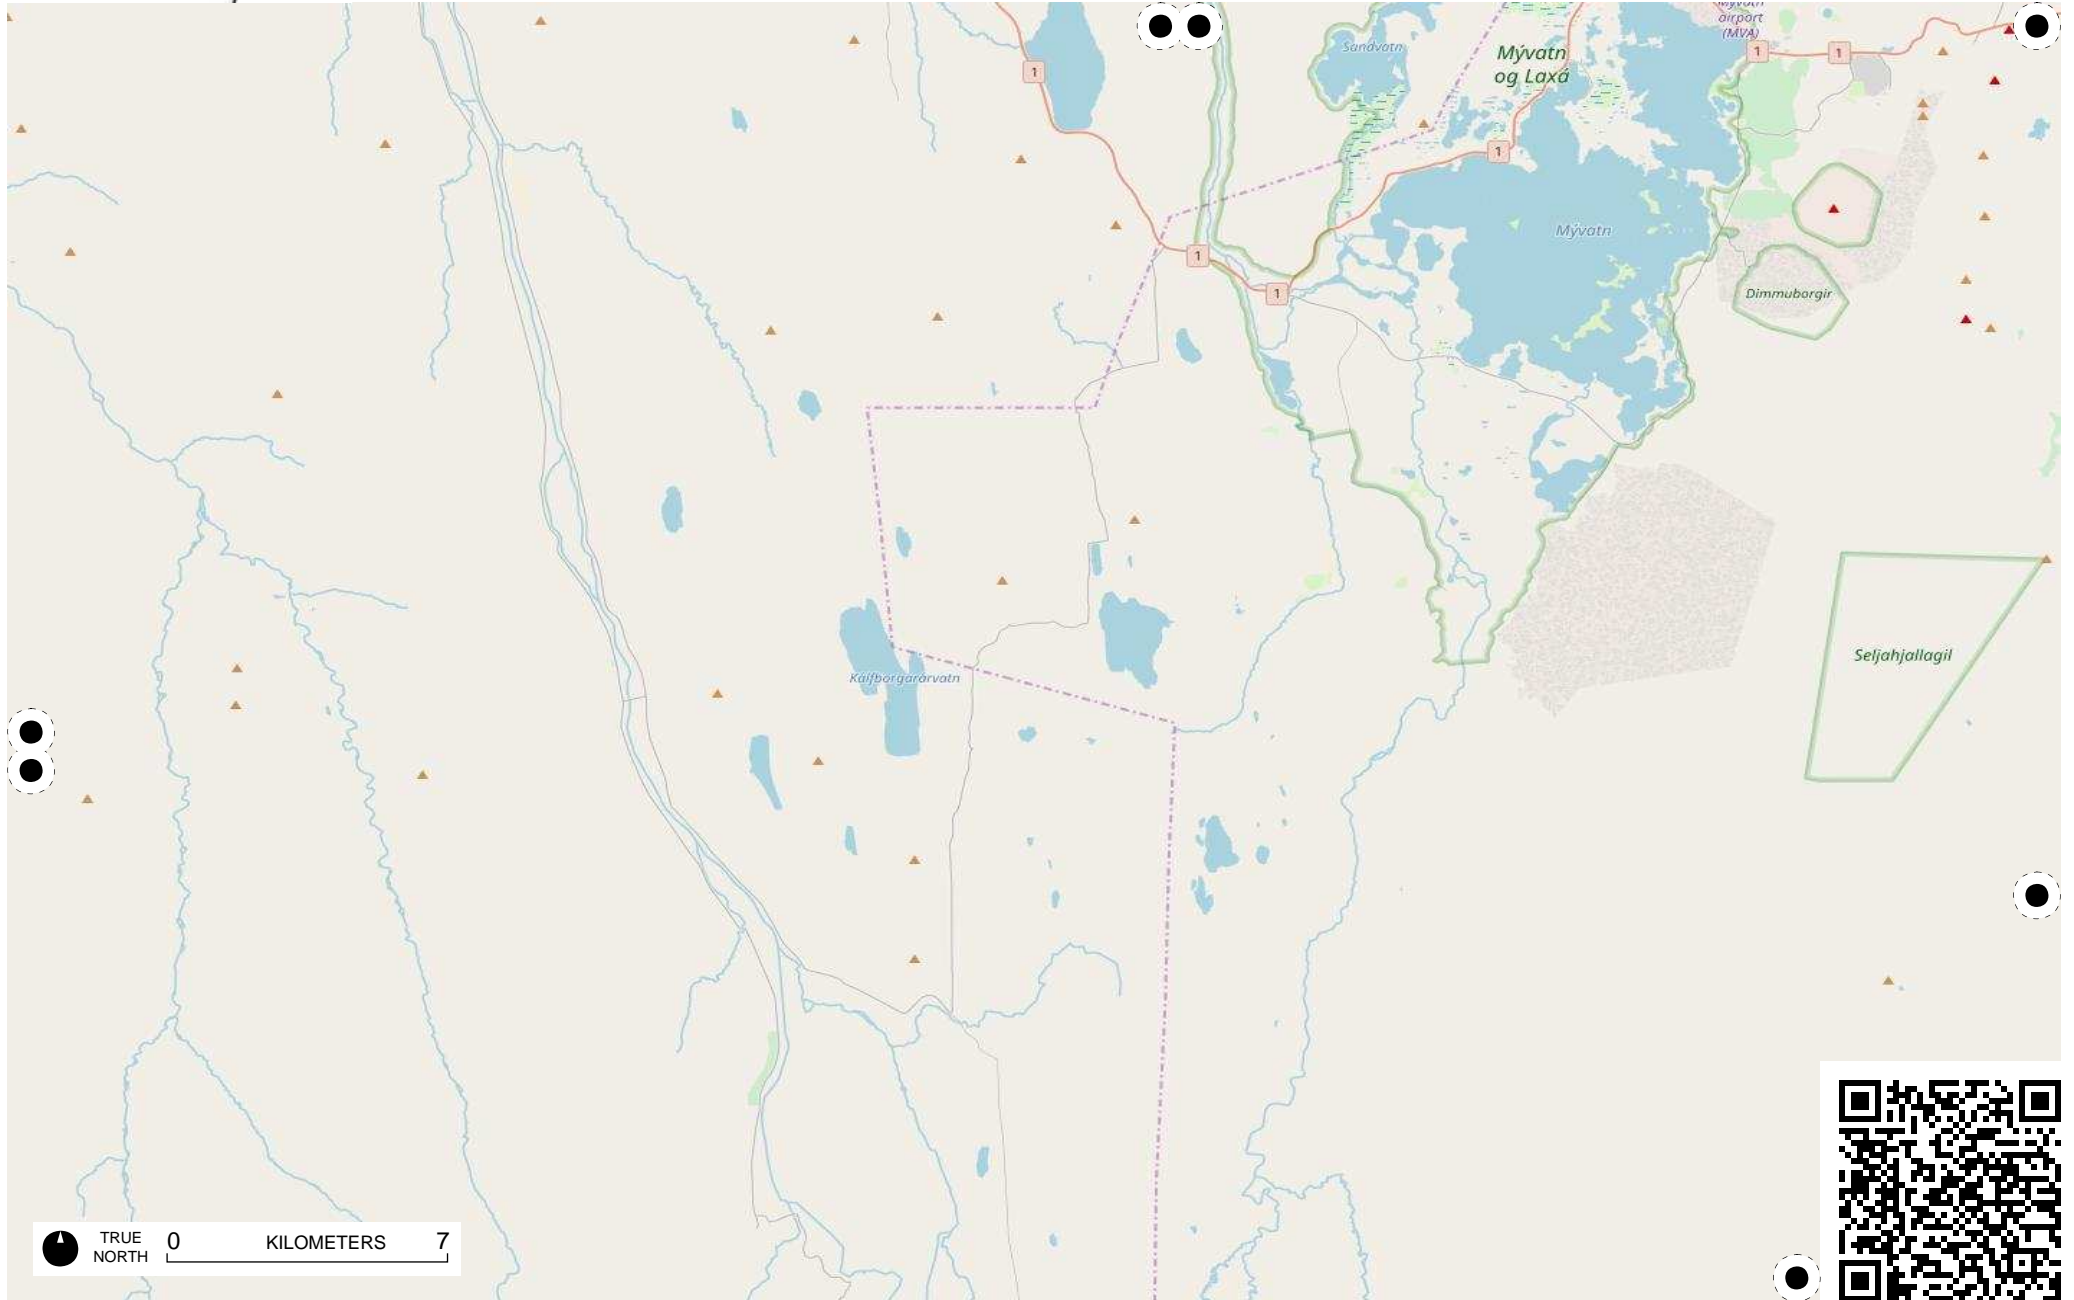 Mývatn
airport
(MVA)
Sandvatn
Mývatn
og Laxá
1
1
1
1
Mývatn
1
1
Dimmuborgir
Seljahjallagil
Kálfborgarárvatn
TRUE
NORTH
0 KILOMETERS 7